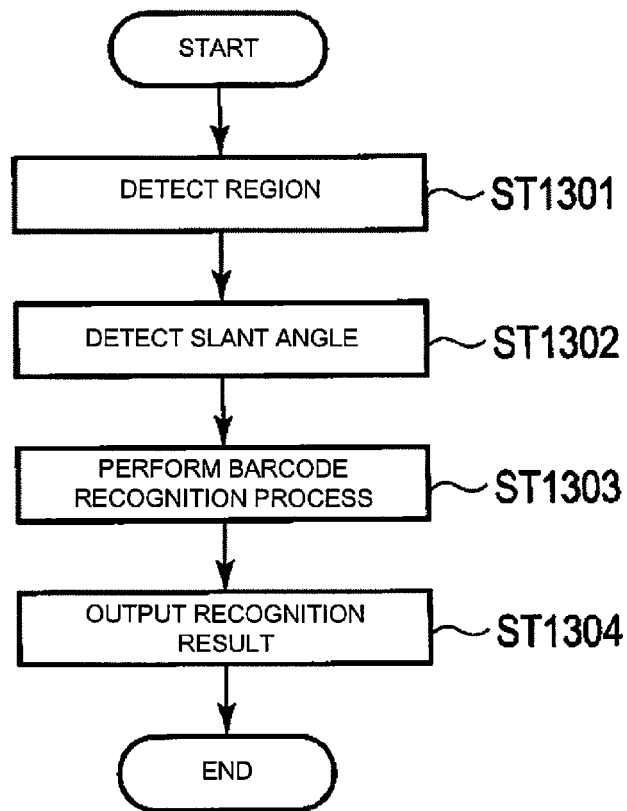 START
DETECT REGION
ST1301
DETECT SLANT ANGLE
ST1302
PERFORM BARCODE
RECOGNITION PROCESS
ST1303
OUTPUT RECOGNITION
RESULT
ST1304
END